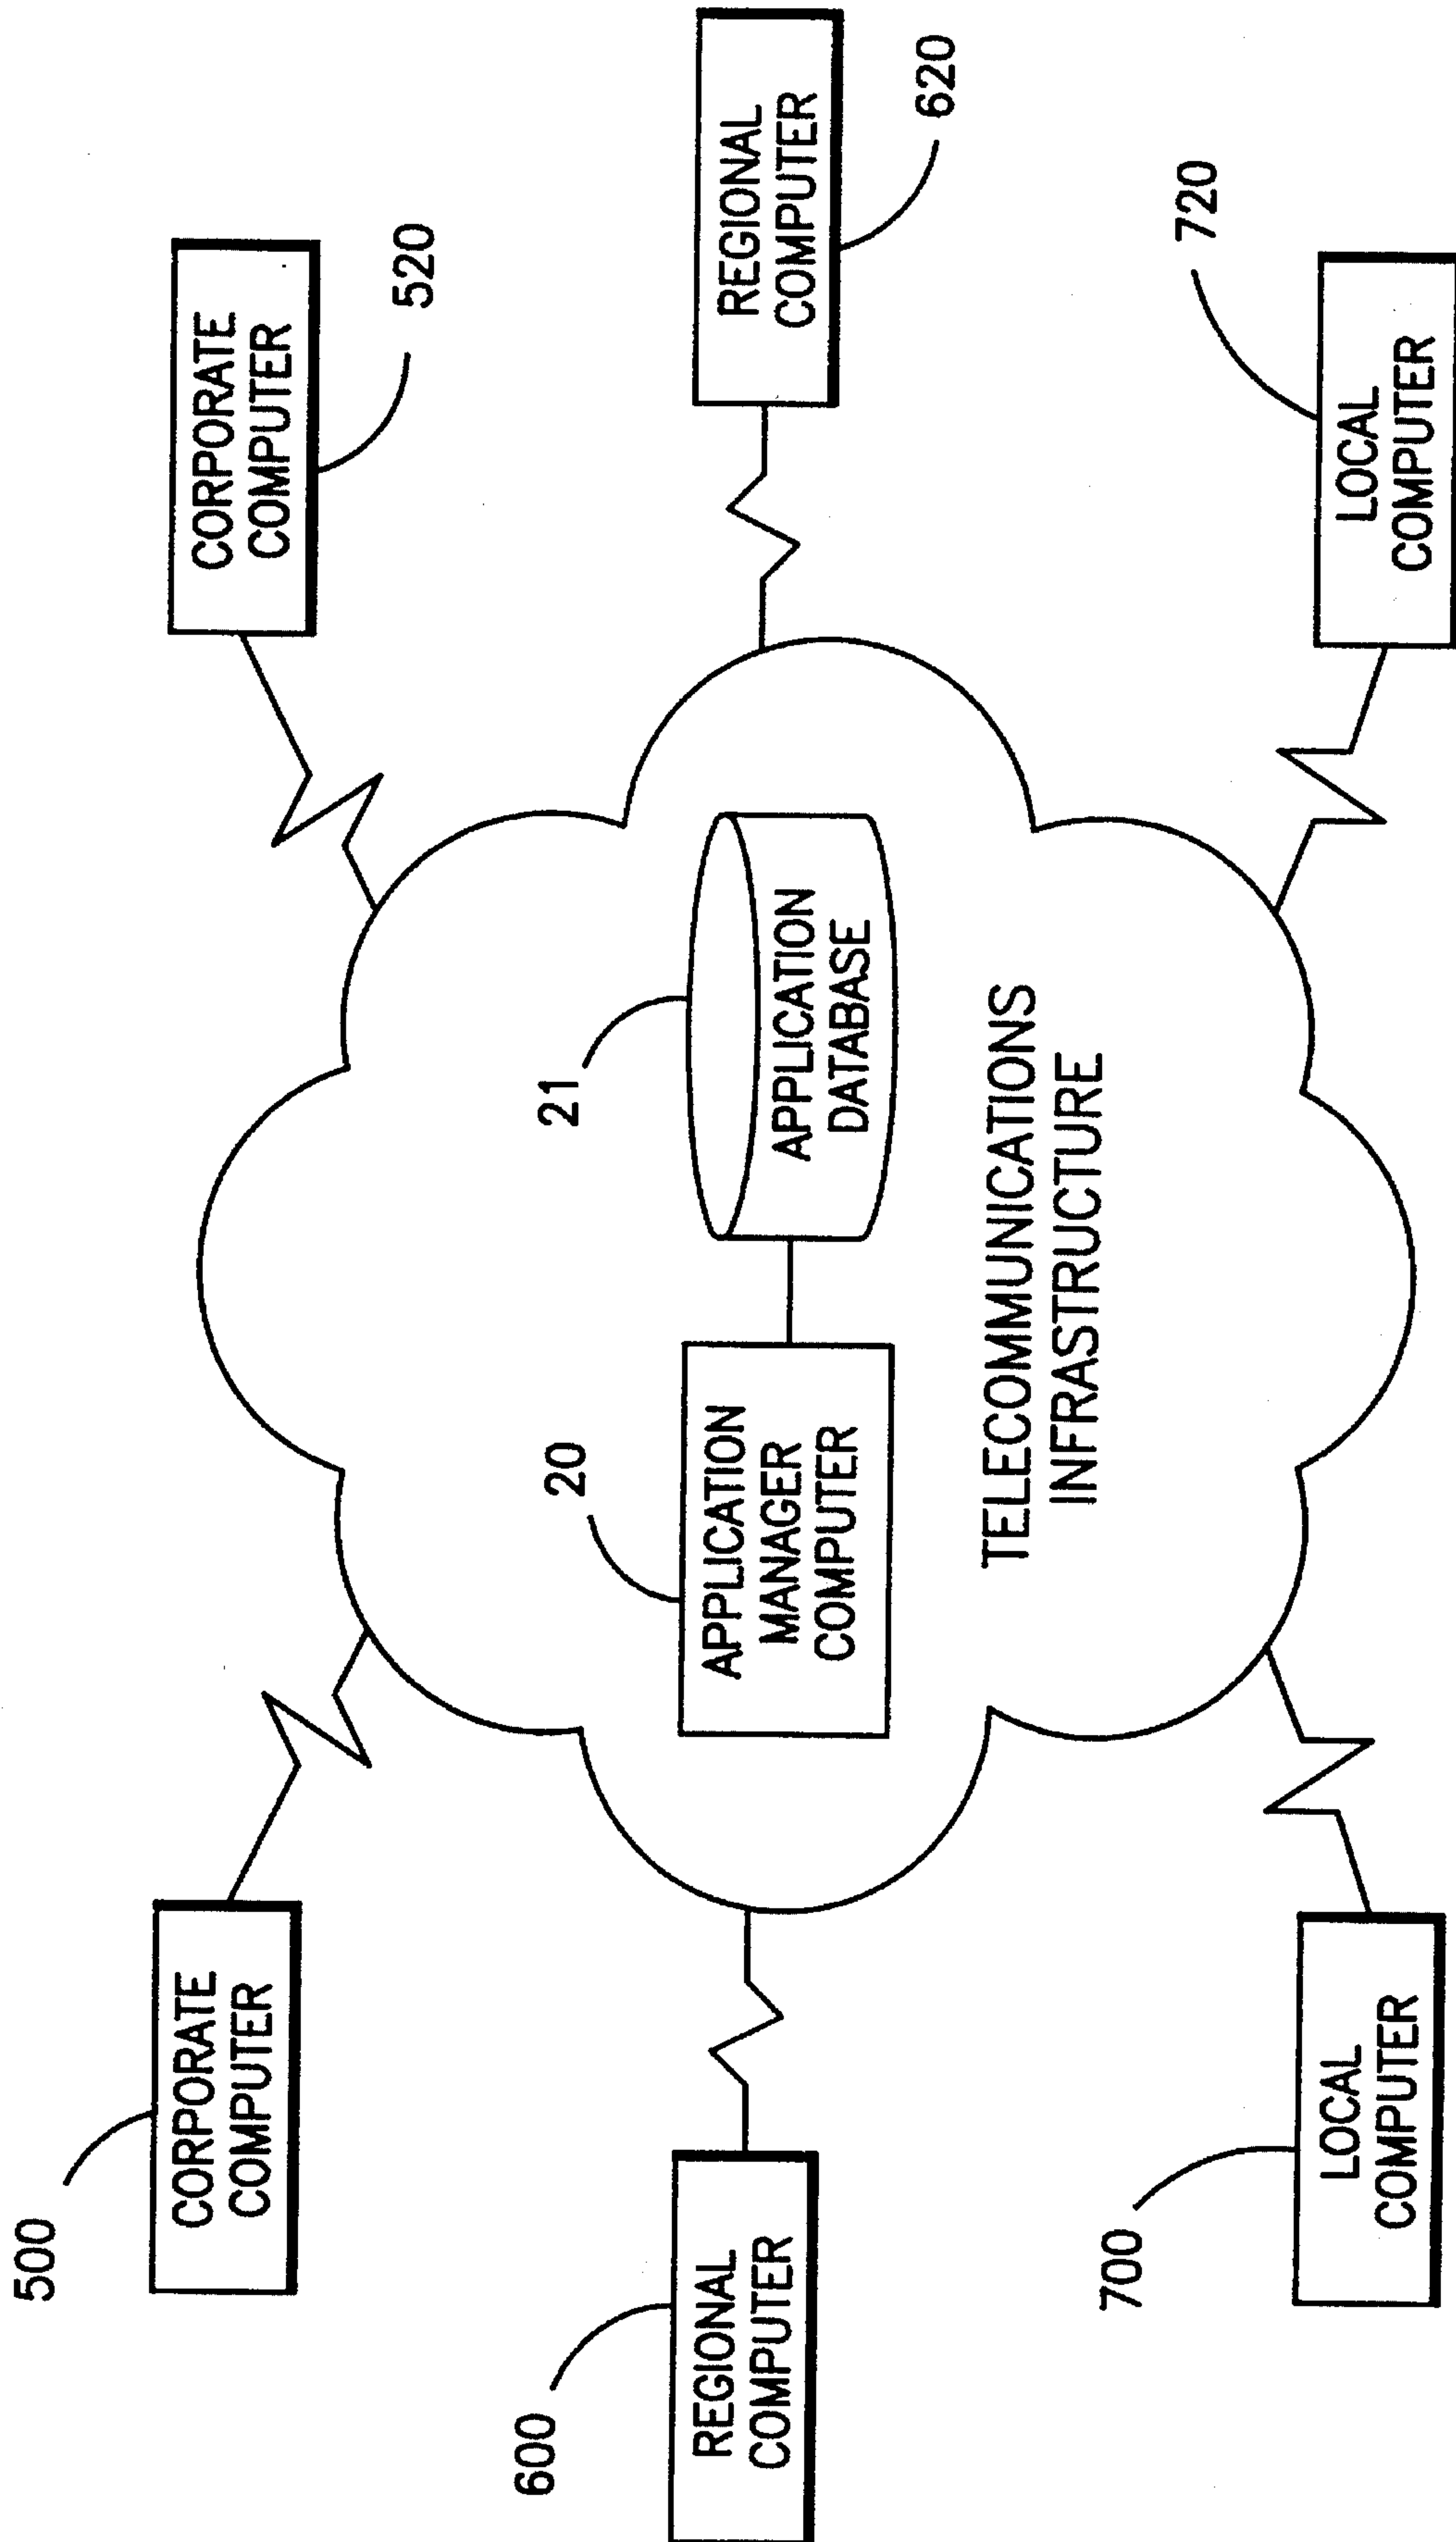 500
CORPORATE
COMPUTER
CORPORATE
COMPUTER
520
600
REGIONAL
COMPUTER
20
APPLICATION
MANAGER
COMPUTER
21
APPLICATION
DATABASE
REGIONAL
COMPUTER
620
TELECOMMUNICATIONS
INFRASTRUCTURE
700
LOCAL
COMPUTER
720
LOCAL
COMPUTER